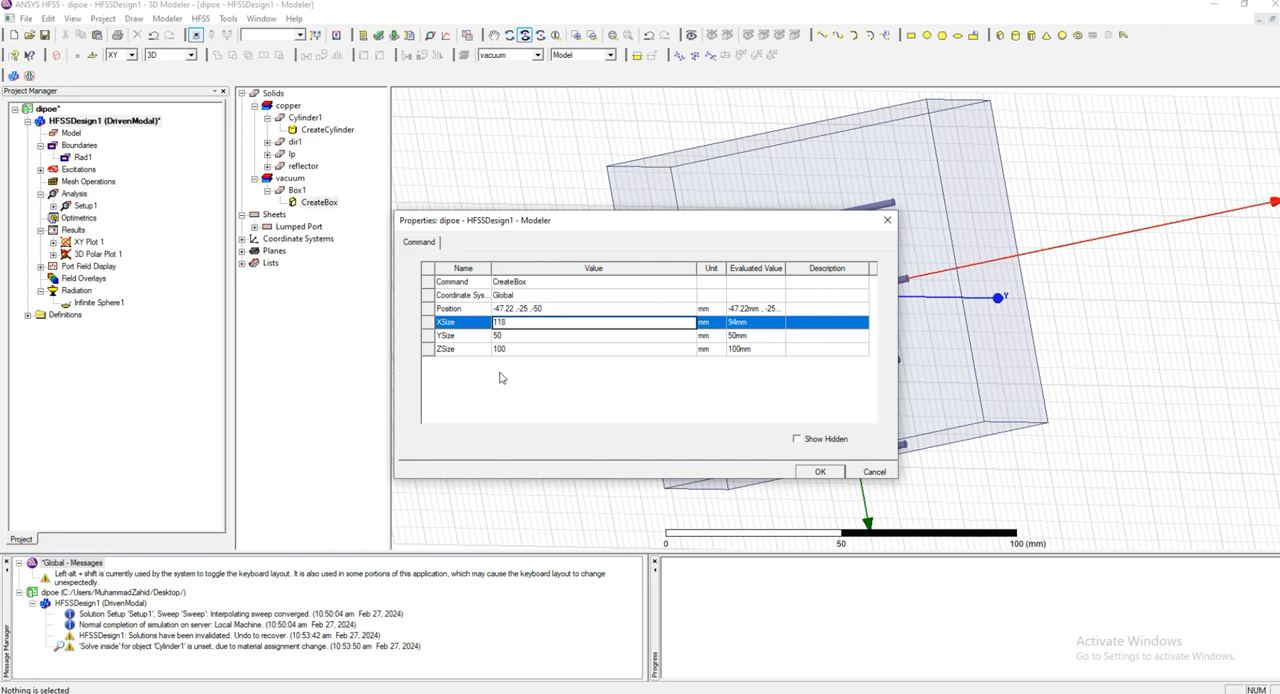 ANSYS HFSS - dipoe - HFSSDesign1 - 3D Modeler - [dipoe - HFSSDesign1 - Modeler]
File Edit View Project Draw Modeler HFSS Tools Window Help
XY 3D vacuum Model
Project Manager
dipoe*
HFSSDesign1 (DrivenModal)*
Model
Boundaries
Rad1
Excitations
Mesh Operations
Analysis
Setup1
Optimetrics
Results
XY Plot 1
3D Polar Plot 1
Port Field Display
Field Overlays
Radiation
Infinite Sphere1
Definitions
Project
Solids
copper
Cylinder1
CreateCylinder
dir1
lp
reflector
vacuum
Box1
CreateBox
Sheets
Lumped Port
Coordinate Systems
Planes
Lists
Properties: dipoe - HFSSDesign1 - Modeler
Command
Name Value Unit Evaluated Value Description
Command CreateBox
Coordinate Sys... Global
Position -47.22 ,-25 ,-50 mm -47.22mm , -25...
XSize 118 mm 94mm
YSize 50 mm 50mm
ZSize 100 mm 100mm
Show Hidden
OK Cancel
Y
0 50 100 (mm)
*Global - Messages
Left-alt + shift is currently used by the system to toggle the keyboard layout. It is also used in some portions of this application, which may cause the keyboard layout to change
unexpectedly.
dipoe (C:/Users/MuhammadZahid/Desktop/)
HFSSDesign1 (DrivenModal)
Solution Setup 'Setup1', Sweep 'Sweep': Interpolating sweep converged. (10:50:04 am Feb 27, 2024)
Normal completion of simulation on server: Local Machine. (10:50:04 am Feb 27, 2024)
HFSSDesign1: Solutions have been invalidated. Undo to recover. (10:53:42 am Feb 27, 2024)
'Solve inside' for object 'Cylinder1' is unset, due to material assignment change. (10:53:50 am Feb 27, 2024)
Message Manager
Progress
Activate Windows
Go to Settings to activate Windows.
Nothing is selected
NUM